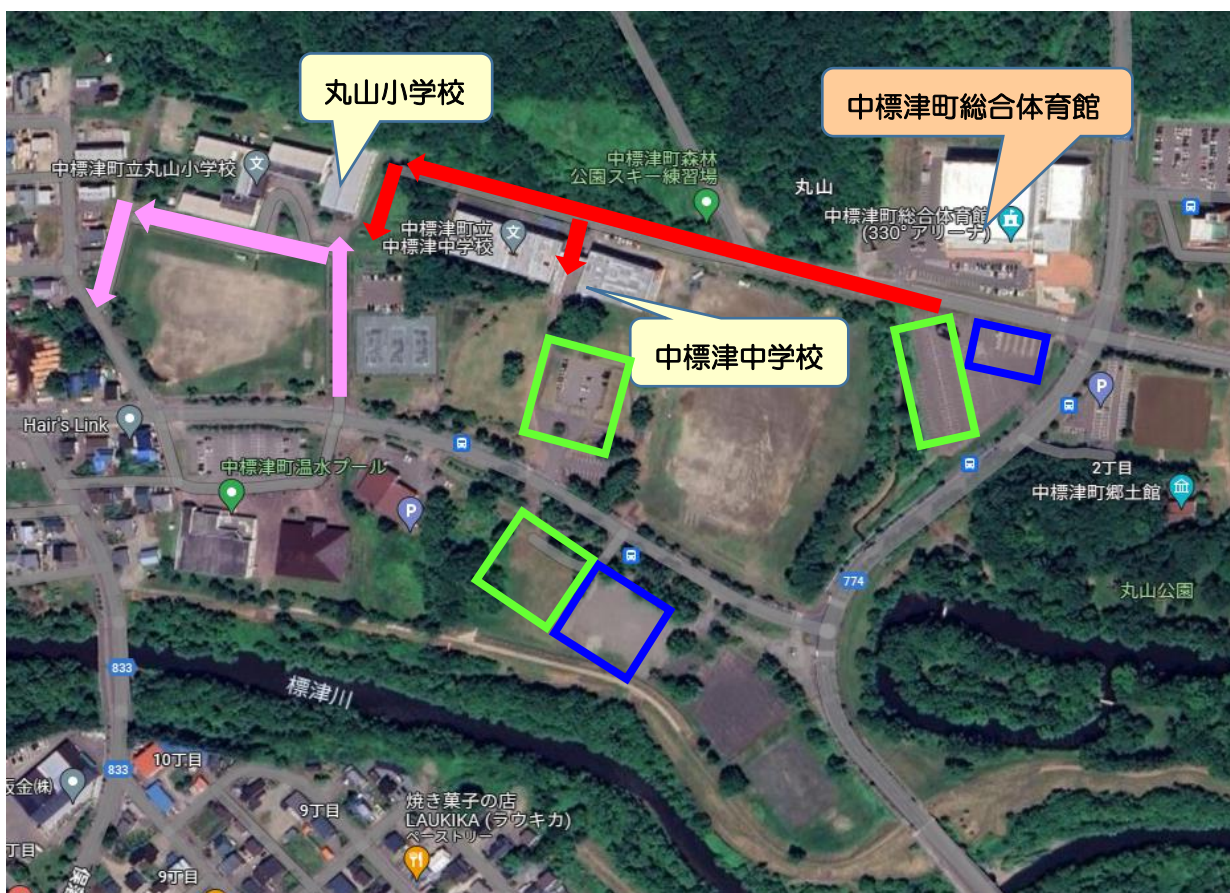 丸山小学校
中標津町総合体育館
中標津町立丸山小学校
中標津町森林
公園スキー練習場
丸山
中標津町総合体育館
(330°アリーナ)
中標津町立
中標津中学校
中標津中学校
P
Hair's Link
中標津町温水プール
P
2丁目
中標津町郷土館
774
丸山公園
833
標津川
833
10丁目
9丁目
焼き菓子の店
LAUKIKA (ラウキカ)
ペーストリー
板金㈱
丁目
9丁目